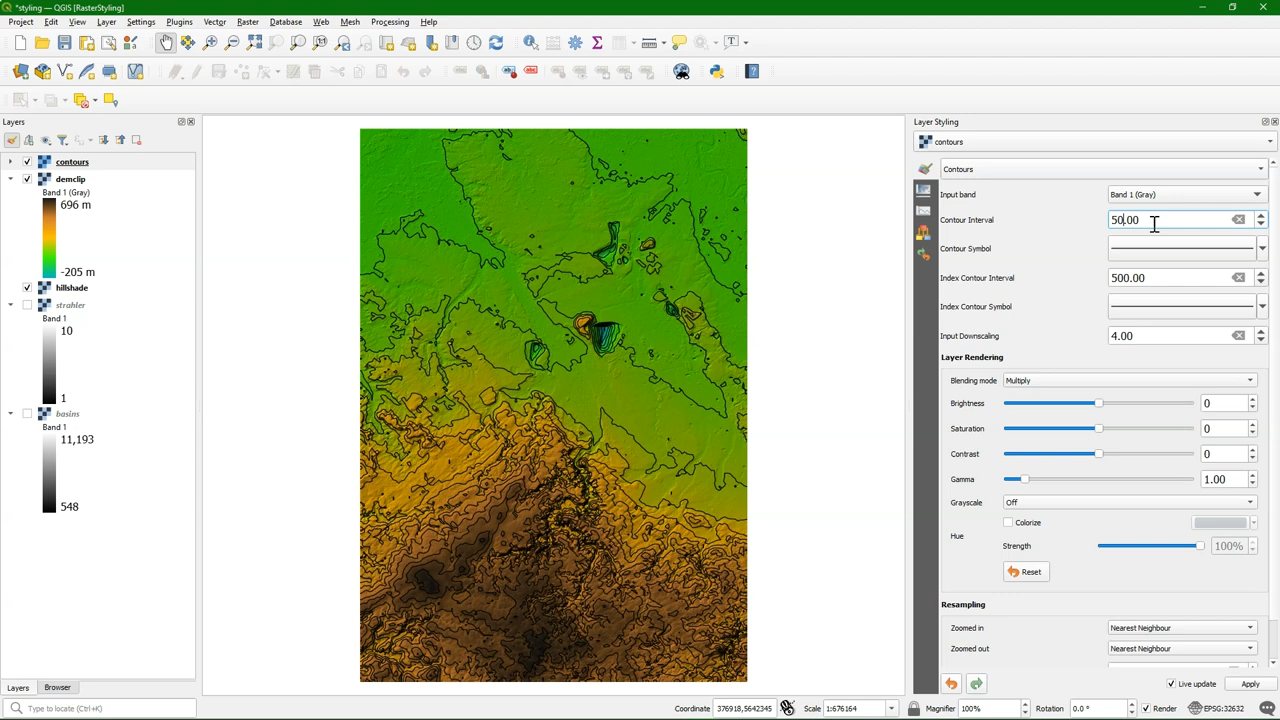 *styling — QGIS [RasterStyling]
Project Edit View Layer Settings Plugins Vector Raster Database Web Mesh Processing Help
Layers
contours
demclip
Band 1 (Gray)
696 m
-205 m
hillshade
strahler
Band 1
10
1
basins
Band 1
11,193
548
Layers Browser
Layer Styling
contours
Contours
Input band Band 1 (Gray)
Contour Interval 50.00
Contour Symbol
Index Contour Interval 500.00
Index Contour Symbol
Input Downscaling 4.00
Layer Rendering
Blending mode Multiply
Brightness 0
Saturation 0
Contrast 0
Gamma 1.00
Grayscale Off
Colorize
Hue
Strength 100%
Reset
Resampling
Zoomed in Nearest Neighbour
Zoomed out Nearest Neighbour
Live update Apply
Type to locate (Ctrl+K) Coordinate 376918,5642345 Scale 1:676164 Magnifier 100% Rotation 0.0 ° Render EPSG:32632